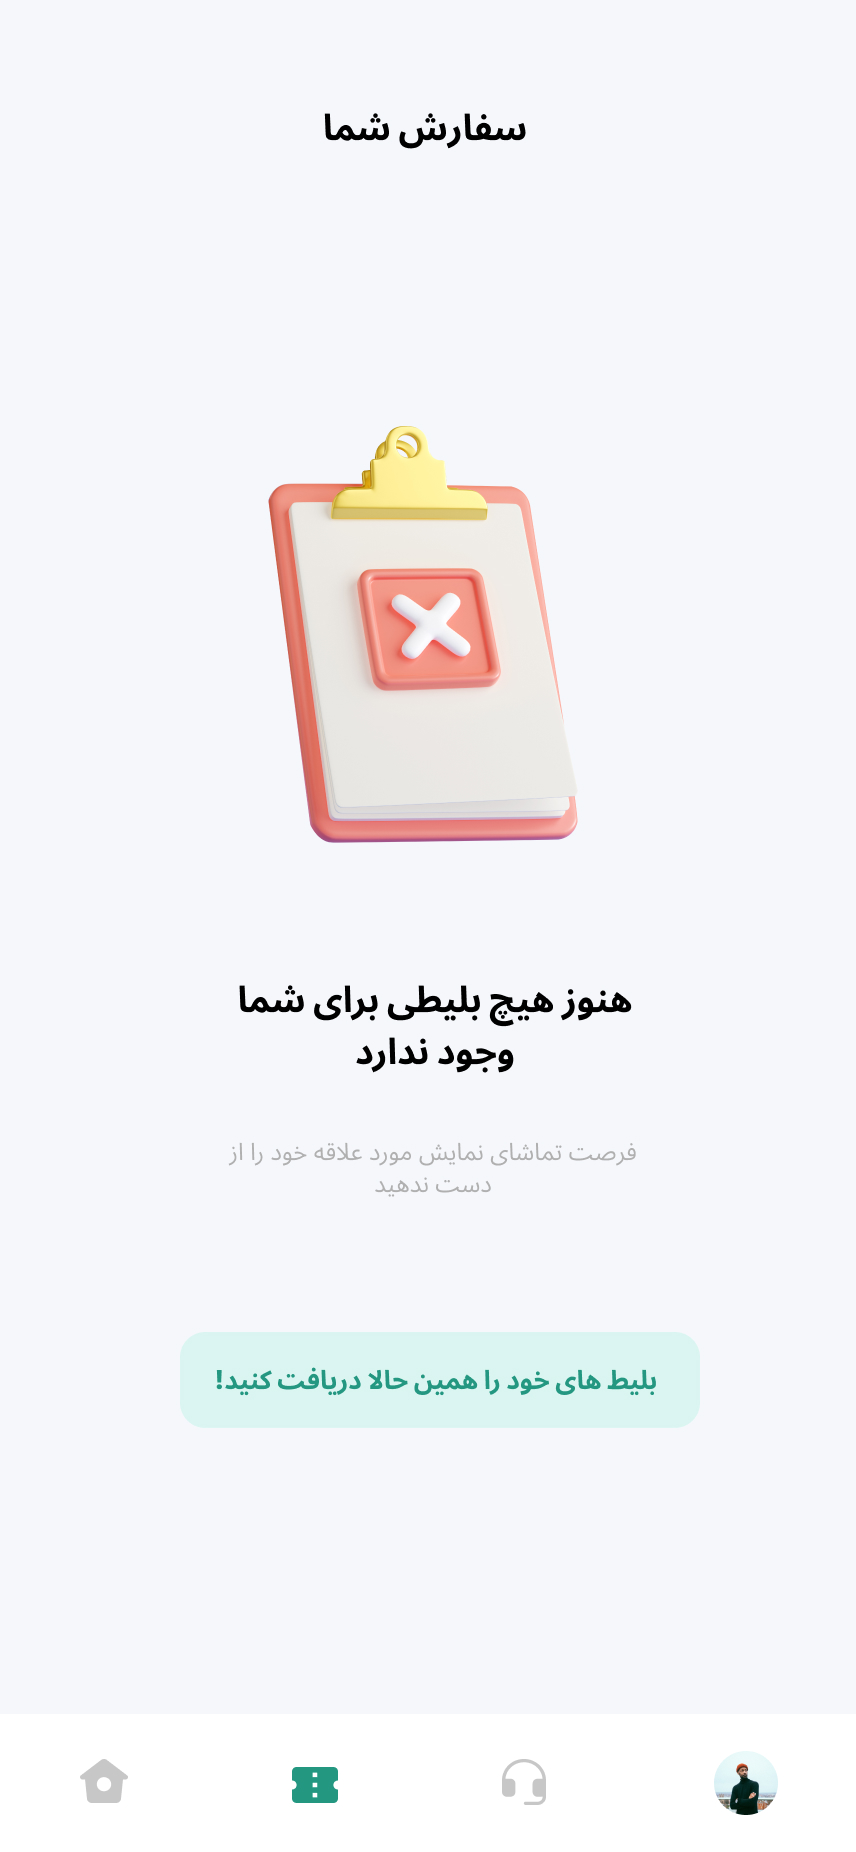 سفارش شما
هنوز هیچ بلیطی برای شما
وجود ندارد
فرصت تماشای نمایش مورد علاقه خود را از
دست ندهید
بلیط های خود را همین حالا دریافت کنید!